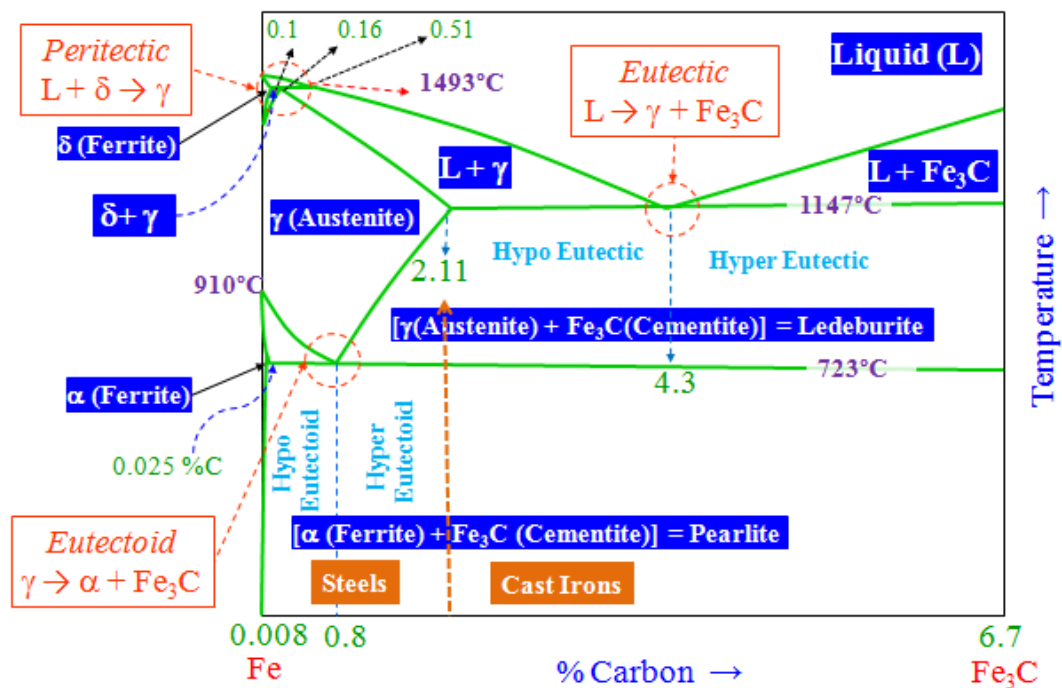 0.1
0.16
0.51
Peritectic
L + δ → γ
1493°C
Eutectic
L → γ + Fe₃C
Liquid (L)
δ (Ferrite)
L + γ
L + Fe₃C
δ+ γ
γ (Austenite)
1147°C
Temperature →
Hypo Eutectic
Hyper Eutectic
2.11
910°C
[γ(Austenite) + Fe₃C(Cementite)] = Ledeburite
723°C
4.3
α (Ferrite)
0.025 %C
Hypo
Eutectoid
Hyper
Eutectoid
[α (Ferrite) + Fe₃C (Cementite)] = Pearlite
Eutectoid
γ → α + Fe₃C
Steels
Cast Irons
0.008
0.8
6.7
Fe
% Carbon →
Fe₃C